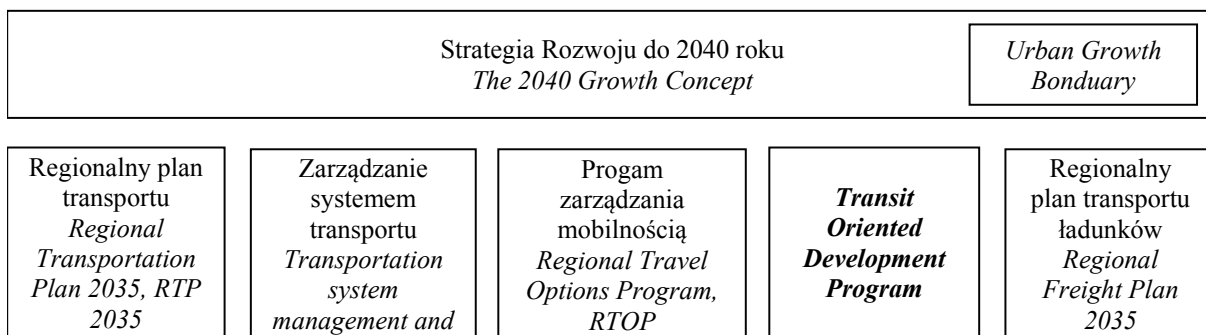 Strategia Rozwoju do 2040 roku
The 2040 Growth Concept
Urban Growth
Bonduary
Regionalny plan
transportu
Regional
Transportation
Plan 2035, RTP
2035
Zarządzanie
systemem
transportu
Transportation
system
management and
Progam
zarządzania
mobilnością
Regional Travel
Options Program,
RTOP
Transit
Oriented
Development
Program
Regionalny
plan transportu
ładunków
Regional
Freight Plan
2035